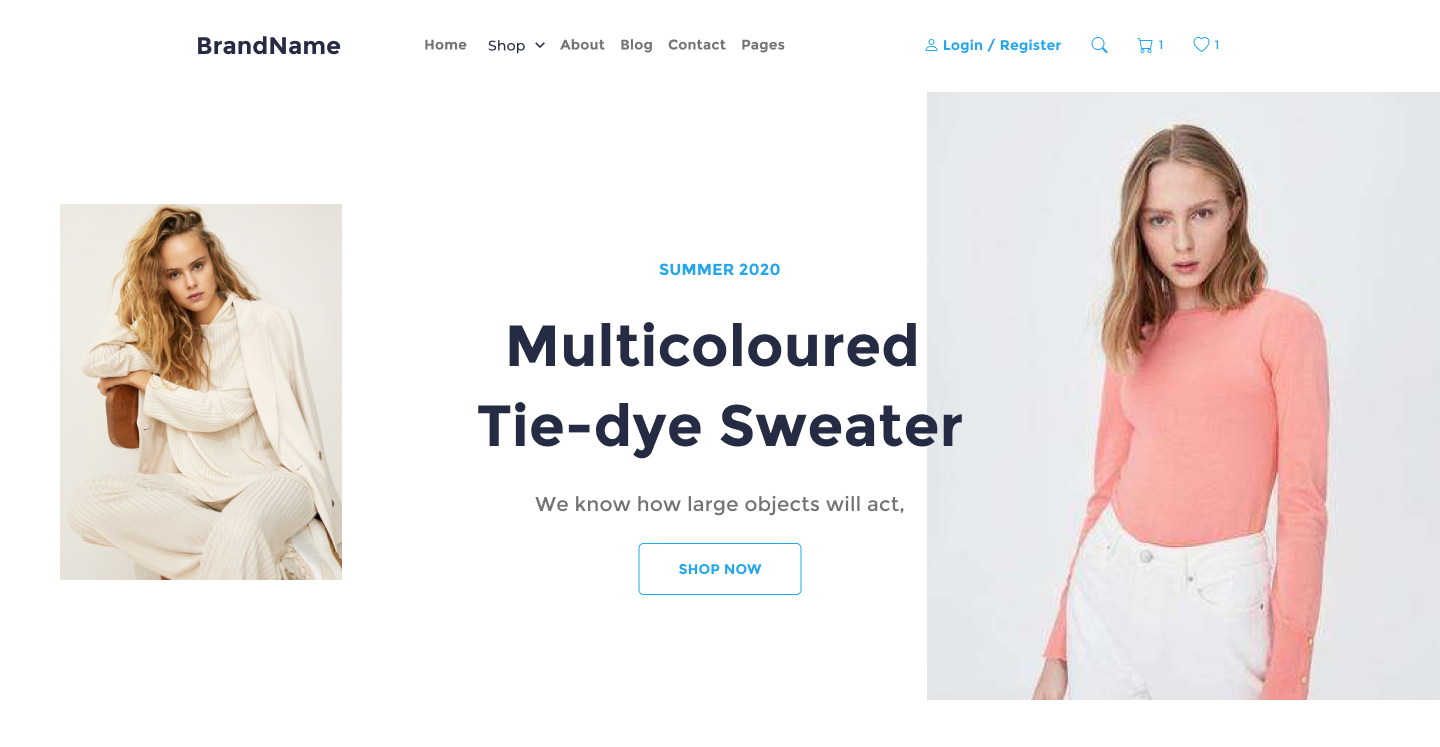 BrandName
Home Shop About Blog Contact Pages
Login / Register 1 1
SUMMER 2020
Multicoloured
Tie-dye Sweater
We know how large objects will act,
SHOP NOW